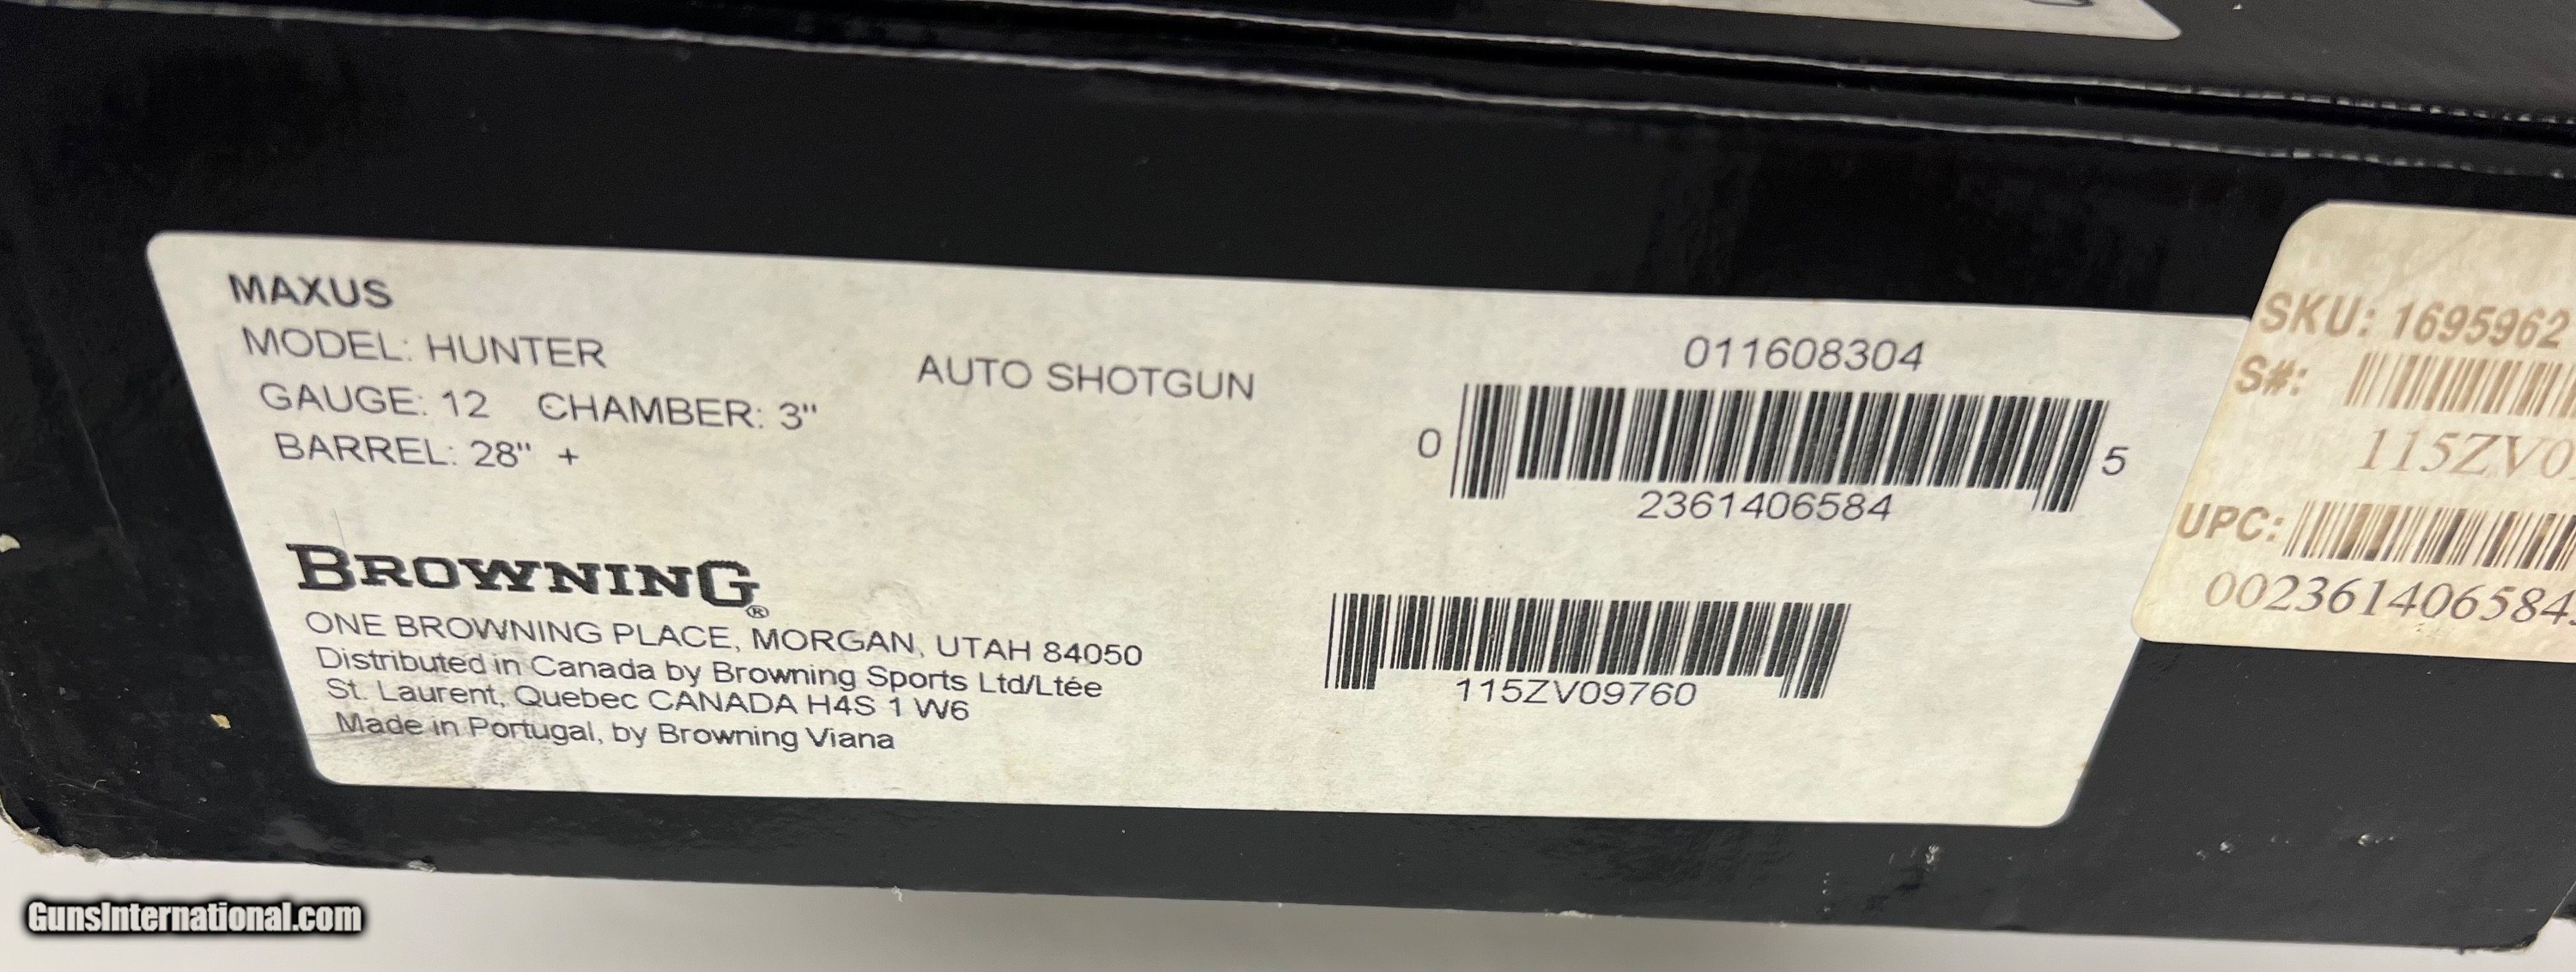 MAXUS
MODEL: HUNTER
AUTO SHOTGUN
GAUGE: 12 CHAMBER: 3"
BARREL: 28" +
BROWNING®
ONE BROWNING PLACE, MORGAN, UTAH 84050
Distributed in Canada by Browning Sports Ltd/Ltée
St. Laurent, Quebec CANADA H4S 1 W6
Made in Portugal, by Browning Viana
011608304
0 2361406584 5
115ZV09760
SKU: 1695962
S#:
115ZV0
UPC:
002361406584
GunsInternational.com